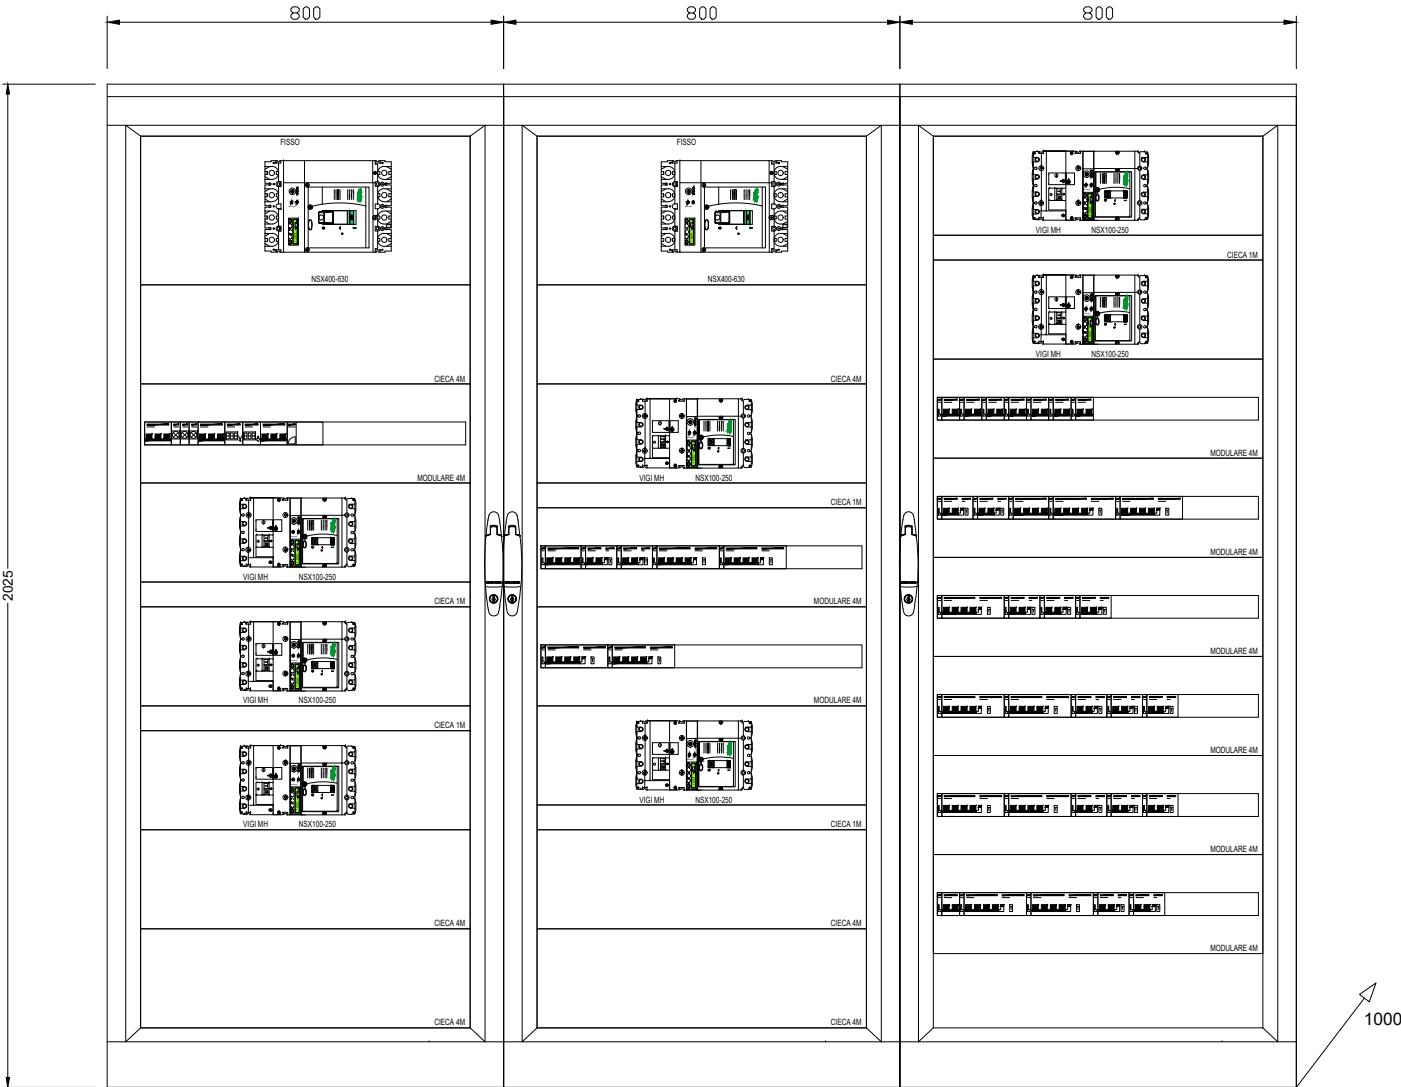 800
800
800
2025
FISSO
NSX400-630
CIECA 4M
MODULARE 4M
VIGI MH NSX100-250
CIECA 1M
VIGI MH NSX100-250
CIECA 1M
VIGI MH NSX100-250
CIECA 4M
CIECA 4M
FISSO
NSX400-630
CIECA 4M
VIGI MH NSX100-250
CIECA 1M
MODULARE 4M
MODULARE 4M
VIGI MH NSX100-250
CIECA 1M
CIECA 4M
CIECA 4M
VIGI MH NSX100-250
CIECA 1M
VIGI MH NSX100-250
MODULARE 4M
MODULARE 4M
MODULARE 4M
MODULARE 4M
MODULARE 4M
MODULARE 4M
1000